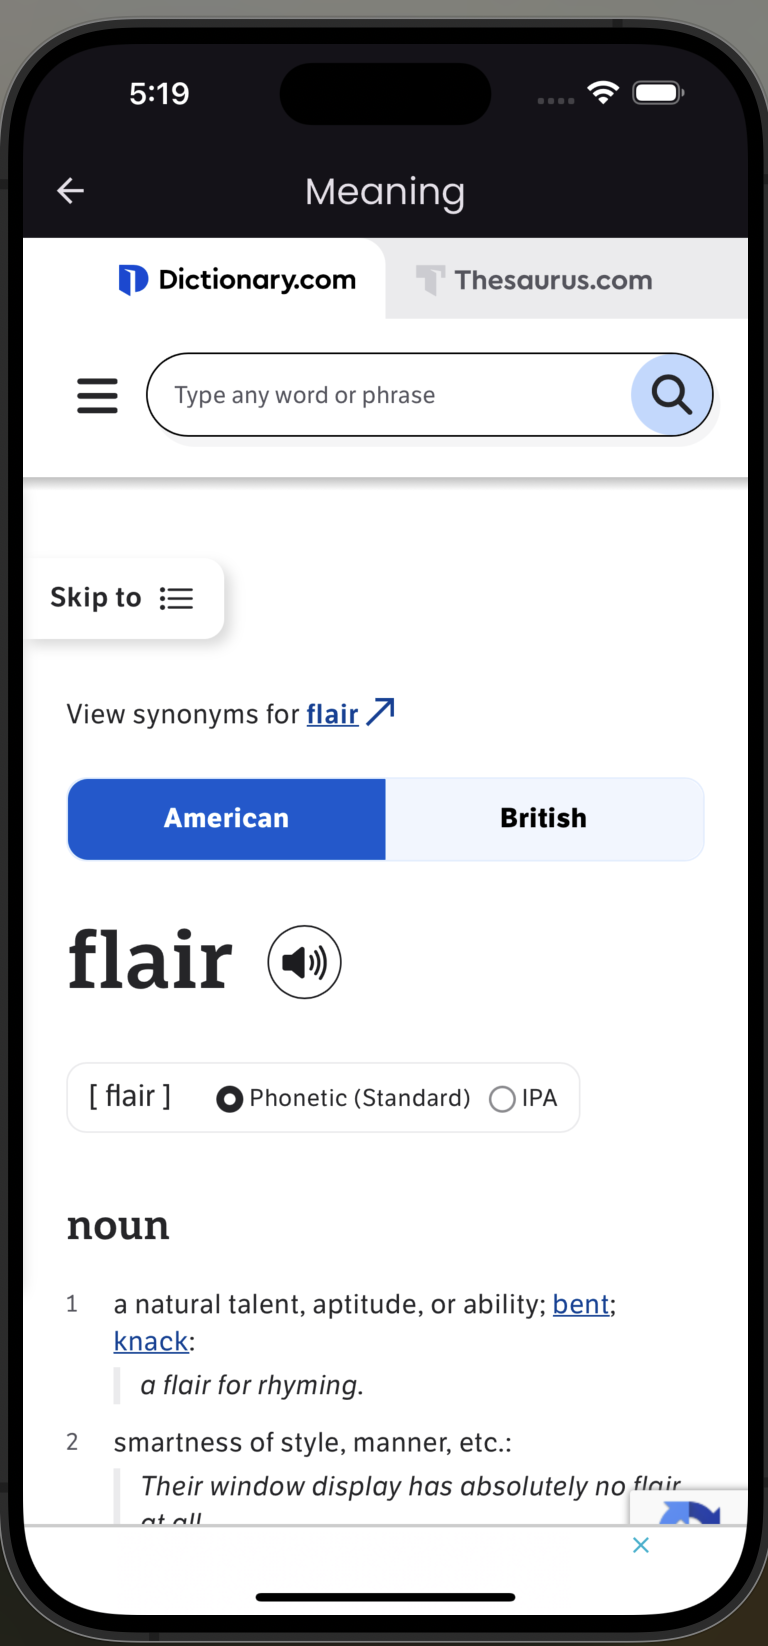 5:19
Meaning
Dictionary.com
Thesaurus.com
Type any word or phrase
Skip to
View synonyms for flair
American
British
flair
[ flair ]
Phonetic (Standard)
IPA
noun
1 a natural talent, aptitude, or ability; bent;
knack:
a flair for rhyming.
2 smartness of style, manner, etc.:
Their window display has absolutely no flair
at all